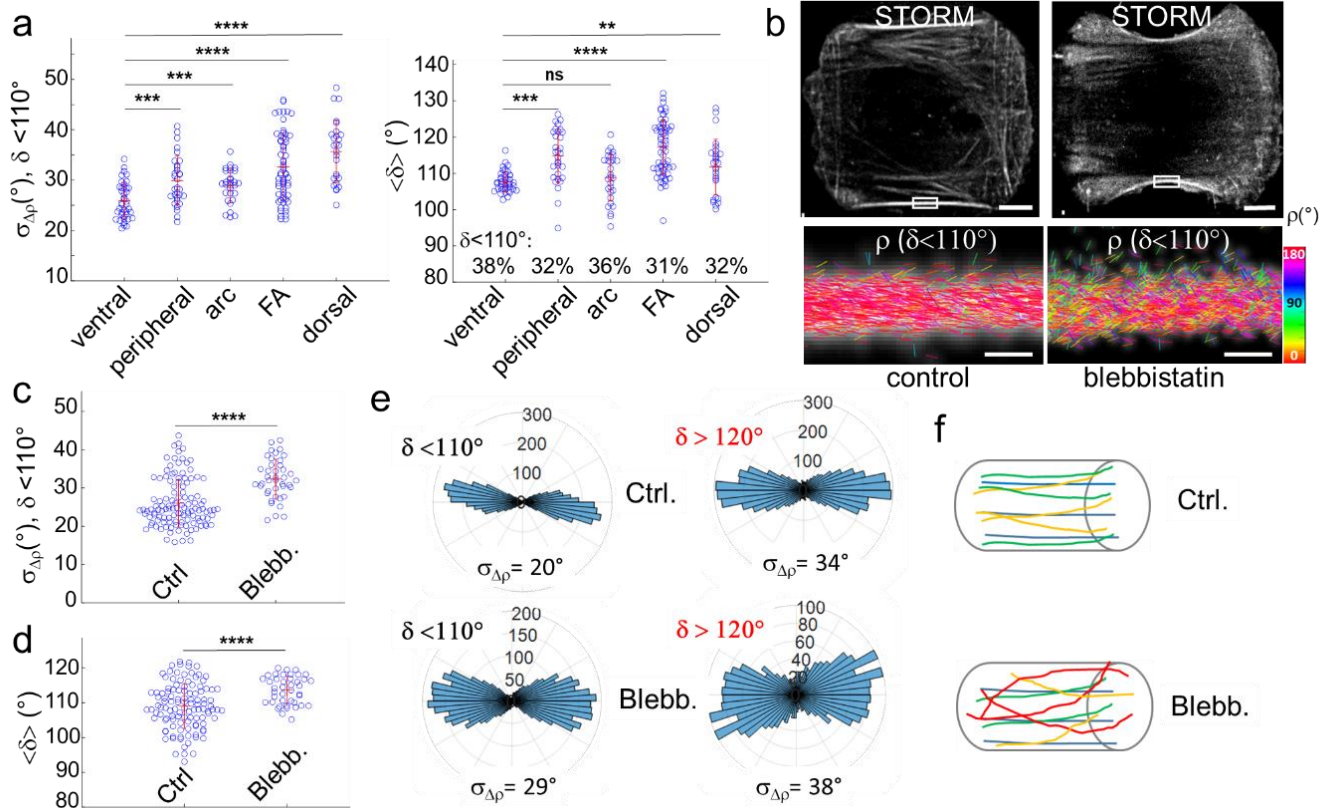 a
σΔρ(°), δ <110°
50
40
30
20
10
****
****
***
***
ventral
peripheral
arc
FA
dorsal
<δ> (°)
140
130
120
110
100
90
80
**
****
ns
***
δ<110°:
38% 32% 36% 31% 32%
ventral
peripheral
arc
FA
dorsal
b
STORM
STORM
ρ (δ<110°)
ρ (δ<110°)
ρ(°)
180
90
0
control
blebbistatin
c
σΔρ(°), δ <110°
50
40
30
20
10
0
****
Ctrl
Blebb.
d
<δ> (°)
120
110
100
90
80
****
Ctrl
Blebb.
e
δ <110°
300
200
100
0
σΔρ= 20°
Ctrl.
δ > 120°
300
200
100
σΔρ= 34°
δ <110°
200
150
100
50
σΔρ= 29°
Blebb.
δ > 120°
100
80
60
40
20
σΔρ= 38°
f
Ctrl.
Blebb.